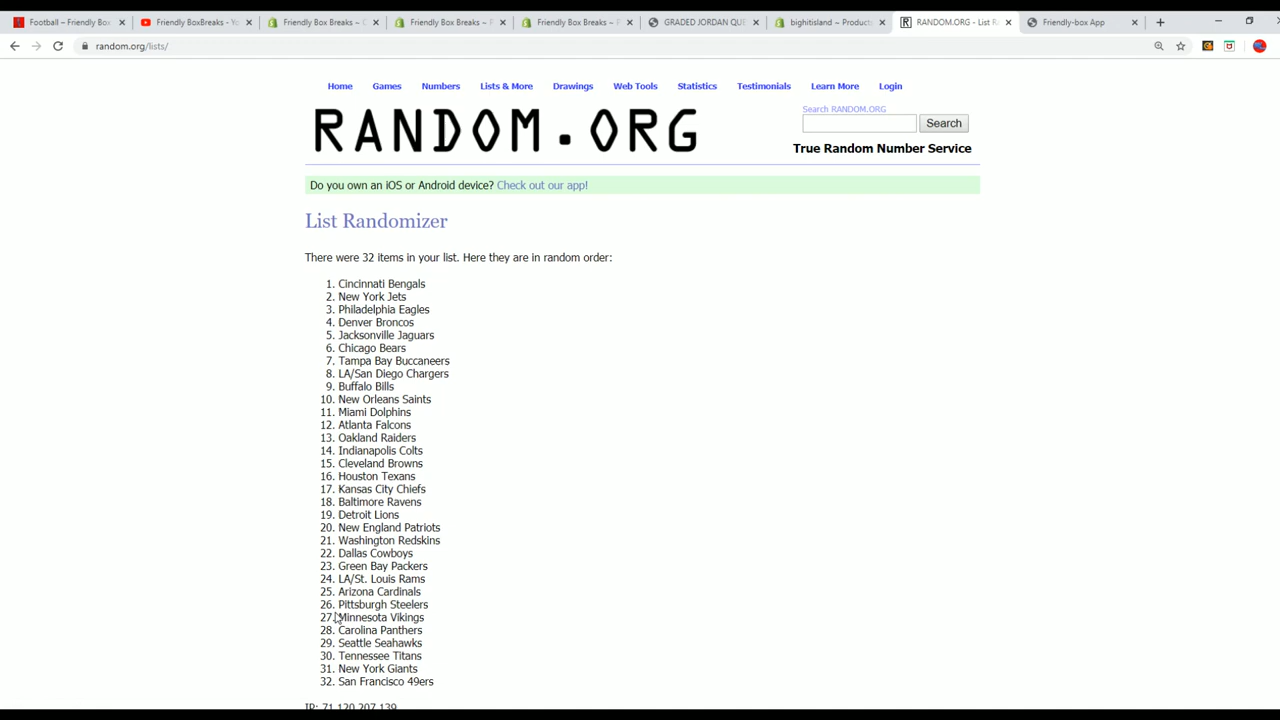 Football – Friendly Box
Friendly BoxBreaks - Yo
Friendly Box Breaks ~ C
Friendly Box Breaks ~ P
Friendly Box Breaks ~ P
GRADED JORDAN QUE
bighitisland ~ Product
RANDOM.ORG - List R
Friendly-box App
random.org/lists/
Home Games Numbers Lists & More Drawings Web Tools Statistics Testimonials Learn More Login
RANDOM.ORG
Search RANDOM.ORG
Search
True Random Number Service
Do you own an iOS or Android device? Check out our app!
List Randomizer
There were 32 items in your list. Here they are in random order:
1. Cincinnati Bengals
2. New York Jets
3. Philadelphia Eagles
4. Denver Broncos
5. Jacksonville Jaguars
6. Chicago Bears
7. Tampa Bay Buccaneers
8. LA/San Diego Chargers
9. Buffalo Bills
10. New Orleans Saints
11. Miami Dolphins
12. Atlanta Falcons
13. Oakland Raiders
14. Indianapolis Colts
15. Cleveland Browns
16. Houston Texans
17. Kansas City Chiefs
18. Baltimore Ravens
19. Detroit Lions
20. New England Patriots
21. Washington Redskins
22. Dallas Cowboys
23. Green Bay Packers
24. LA/St. Louis Rams
25. Arizona Cardinals
26. Pittsburgh Steelers
27. Minnesota Vikings
28. Carolina Panthers
29. Seattle Seahawks
30. Tennessee Titans
31. New York Giants
32. San Francisco 49ers
IP: 71.120.207.139